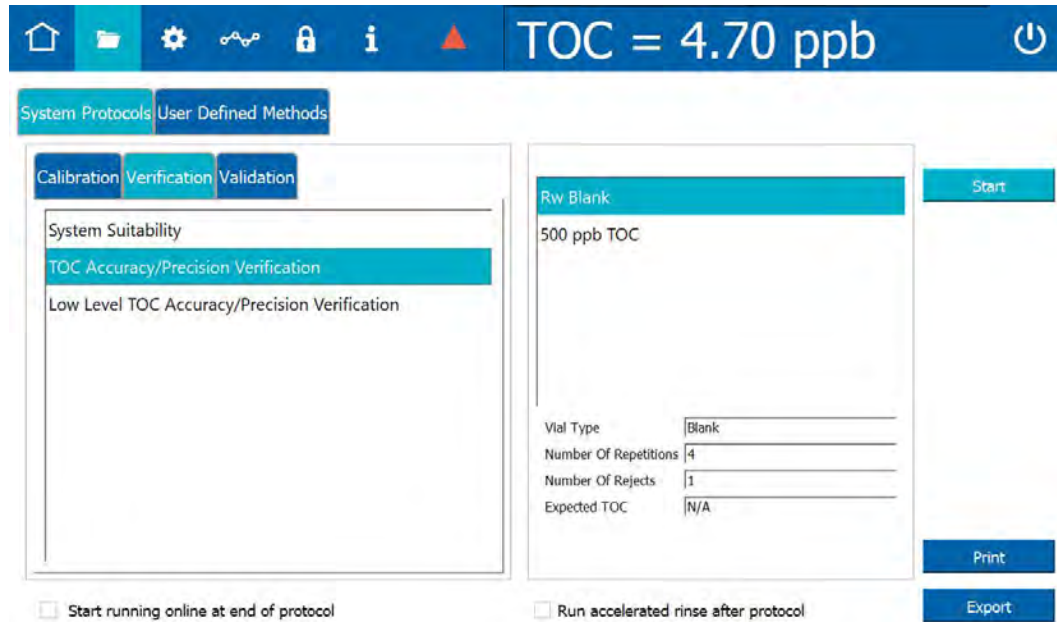 TOC = 4.70 ppb
System Protocols User Defined Methods
Calibration Verification Validation
System Suitability
TOC Accuracy/Precision Verification
Low Level TOC Accuracy/Precision Verification
Rw Blank
500 ppb TOC
Vial Type Blank
Number Of Repetitions 4
Number Of Rejects 1
Expected TOC N/A
Start
Print
Export
Start running online at end of protocol
Run accelerated rinse after protocol